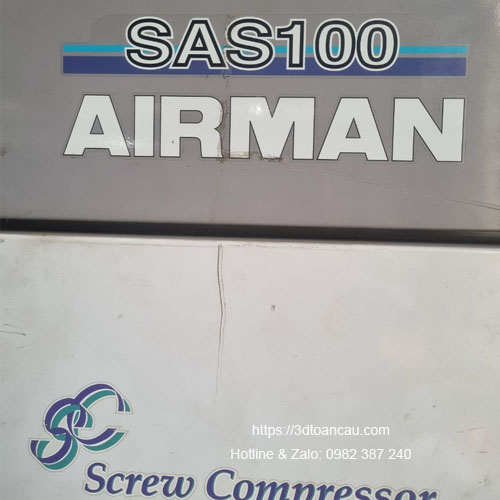 SAS100
AIRMAN
https://3dtoancau.com
SC
Hotline & Zalo: 0982 387 240
Screw Compressor